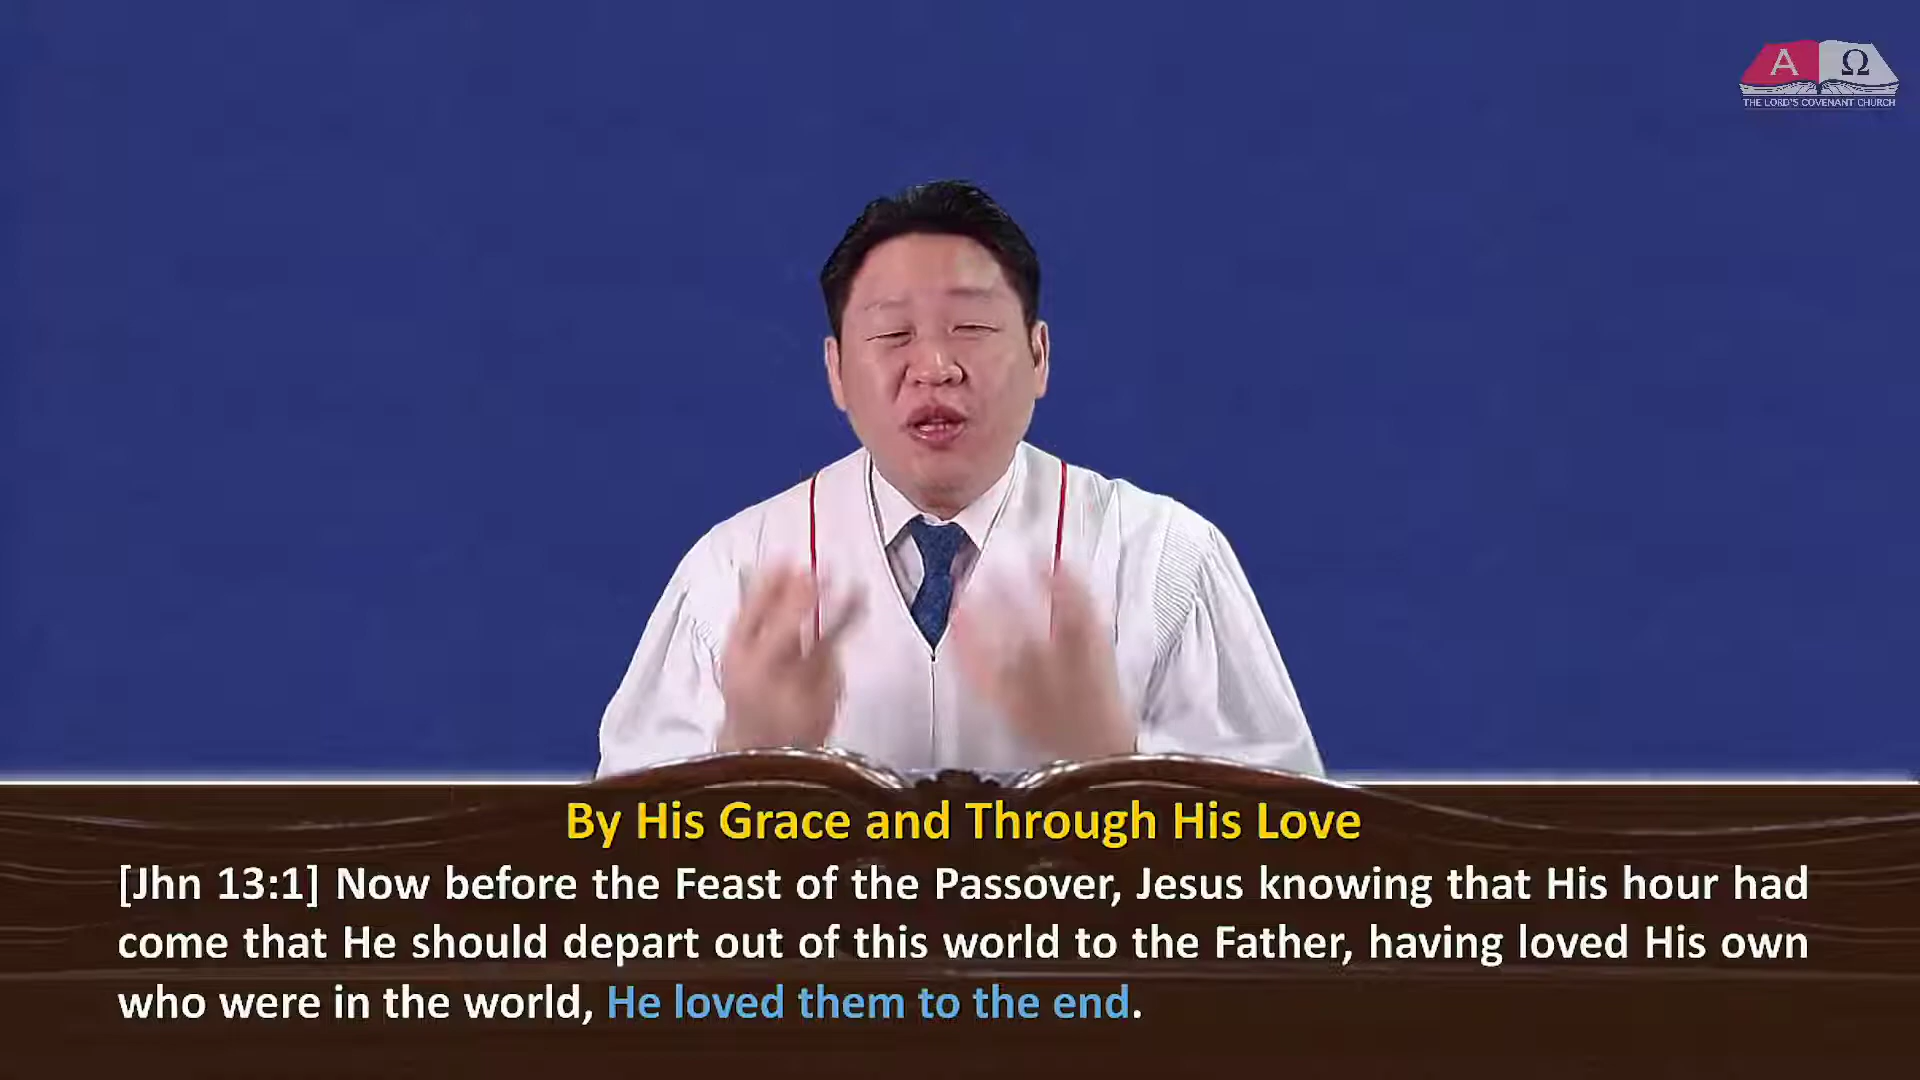 A Ω
THE LORD'S COVENANT CHURCH
By His Grace and Through His Love
[Jhn 13:1] Now before the Feast of the Passover, Jesus knowing that His hour had
come that He should depart out of this world to the Father, having loved His own
who were in the world, He loved them to the end.